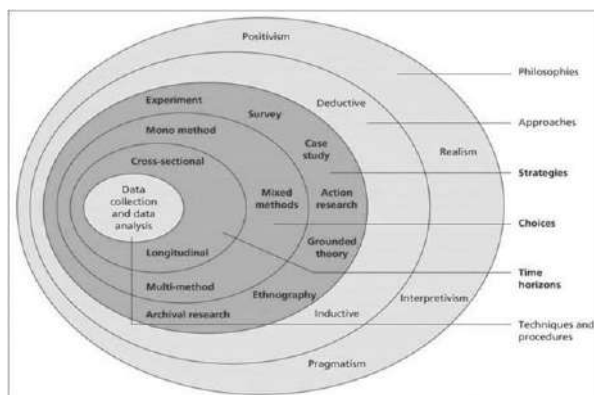 Positivism
Philosophies
Experiment
Survey
Deductive
Approaches
Mono method
Case
study
Realism
Cross-sectional
Strategies
Data
collection
and data
analysis
Mixed
methods
Action
research
Choices
Longitudinal
Grounded
theory
Time
horizons
Multi-method
Ethnography
Interpretivism
Archival research
Inductive
Techniques and
procedures
Pragmatism